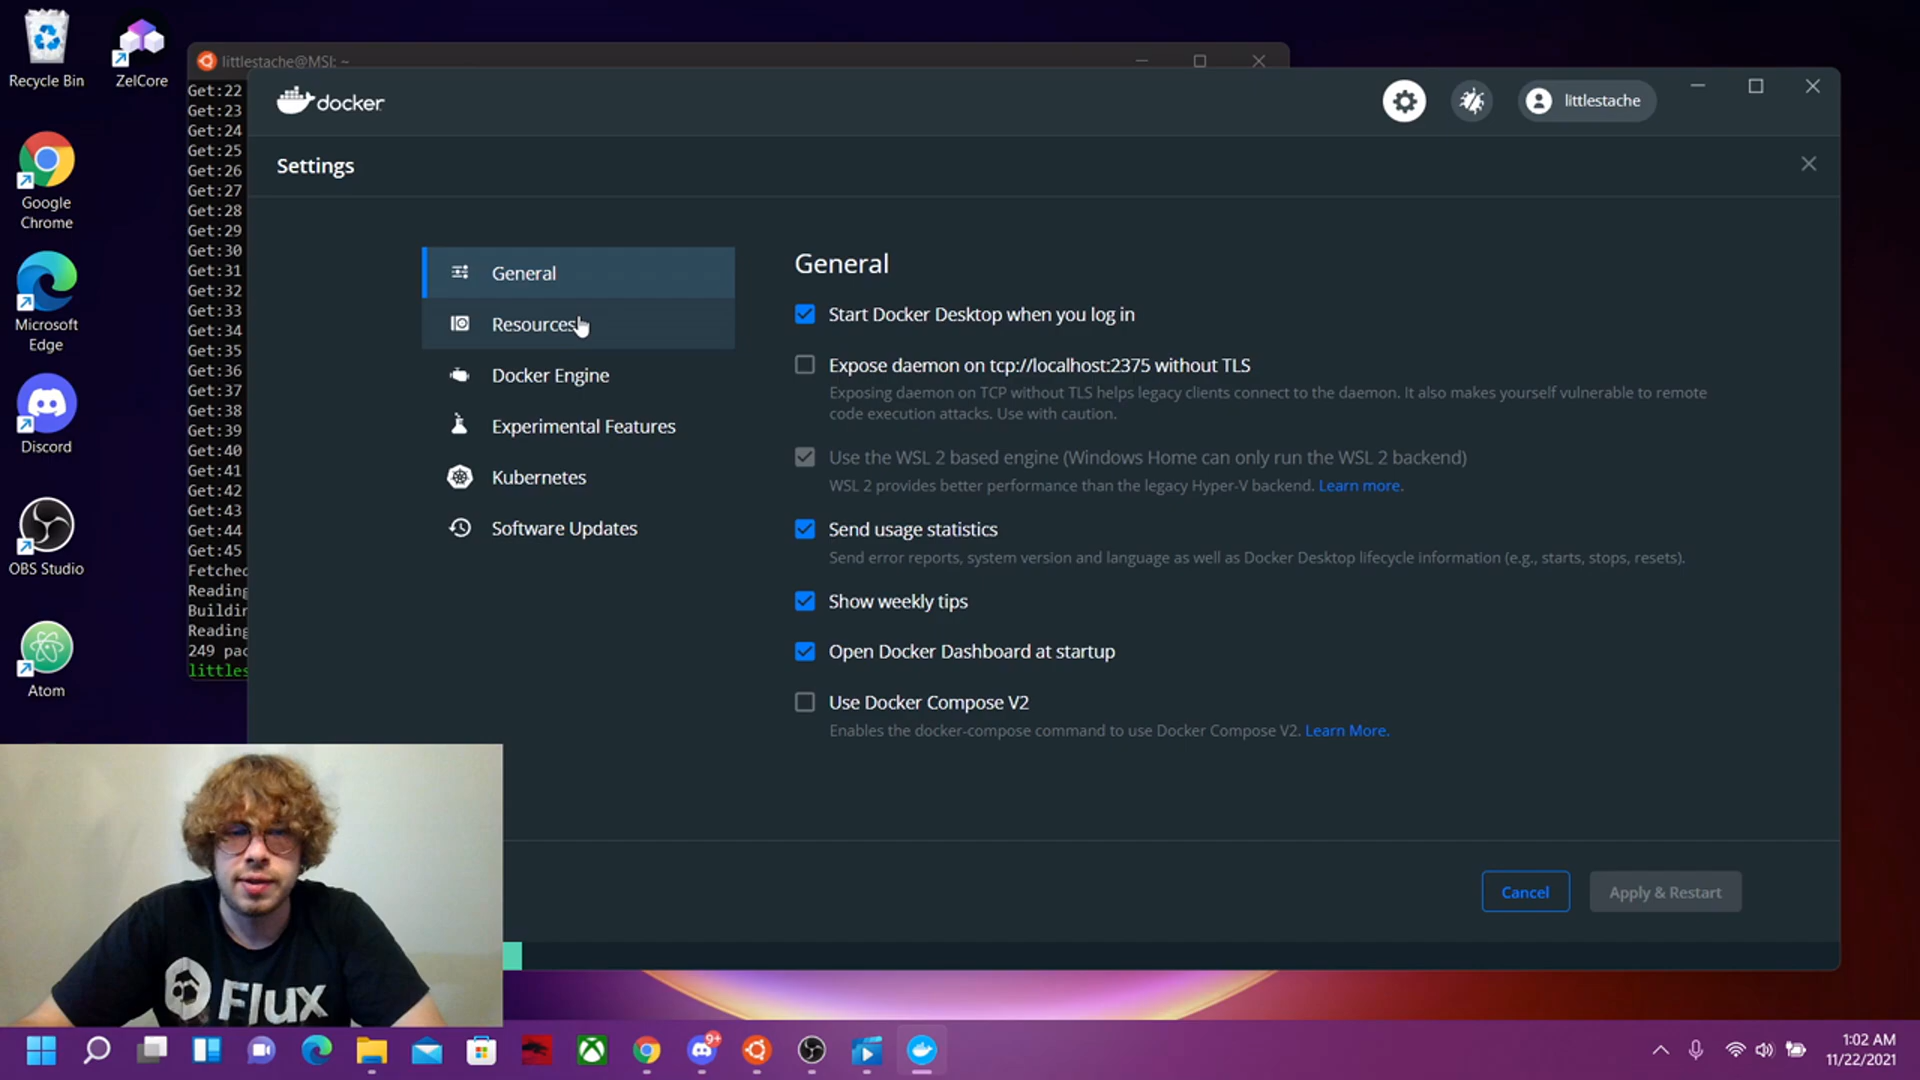 Recycle Bin
ZelCore
Google
Chrome
Microsoft
Edge
Discord
OBS Studio
Atom
littlestache@MSI: ~
Get:22
Get:23
Get:24
Get:25
Get:26
Get:27
Get:28
Get:29
Get:30
Get:31
Get:32
Get:33
Get:34
Get:35
Get:36
Get:37
Get:38
Get:39
Get:40
Get:41
Get:42
Get:43
Get:44
Get:45
Fetched
Reading
Buildin
Reading
249 pac
littles
docker
littlestache
Settings
General
Resources
Docker Engine
Experimental Features
Kubernetes
Software Updates
General
Start Docker Desktop when you log in
Expose daemon on tcp://localhost:2375 without TLS
Exposing daemon on TCP without TLS helps legacy clients connect to the daemon. It also makes yourself vulnerable to remote
code execution attacks. Use with caution.
Use the WSL 2 based engine (Windows Home can only run the WSL 2 backend)
WSL 2 provides better performance than the legacy Hyper-V backend. Learn more.
Send usage statistics
Send error reports, system version and language as well as Docker Desktop lifecycle information (e.g., starts, stops, resets).
Show weekly tips
Open Docker Dashboard at startup
Use Docker Compose V2
Enables the docker-compose command to use Docker Compose V2. Learn More.
Cancel
Apply & Restart
Flux
9+
1:02 AM
11/22/2021